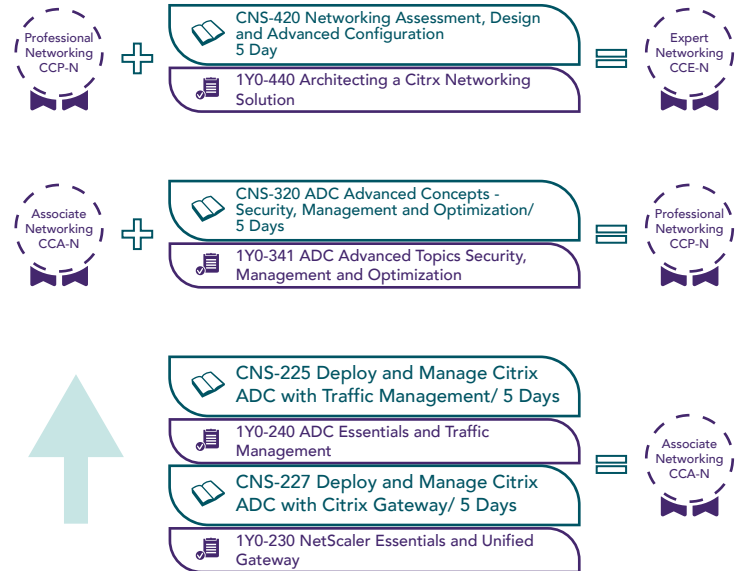 Professional
Networking
CCP-N
CNS-420 Networking Assessment, Design
and Advanced Configuration
5 Day
1Y0-440 Architecting a Citrx Networking
Solution
Expert
Networking
CCE-N
Associate
Networking
CCA-N
CNS-320 ADC Advanced Concepts -
Security, Management and Optimization/
5 Days
1Y0-341 ADC Advanced Topics Security,
Management and Optimization
Professional
Networking
CCP-N
CNS-225 Deploy and Manage Citrix
ADC with Traffic Management/ 5 Days
1Y0-240 ADC Essentials and Traffic
Management
CNS-227 Deploy and Manage Citrix
ADC with Citrix Gateway/ 5 Days
1Y0-230 NetScaler Essentials and Unified
Gateway
Associate
Networking
CCA-N